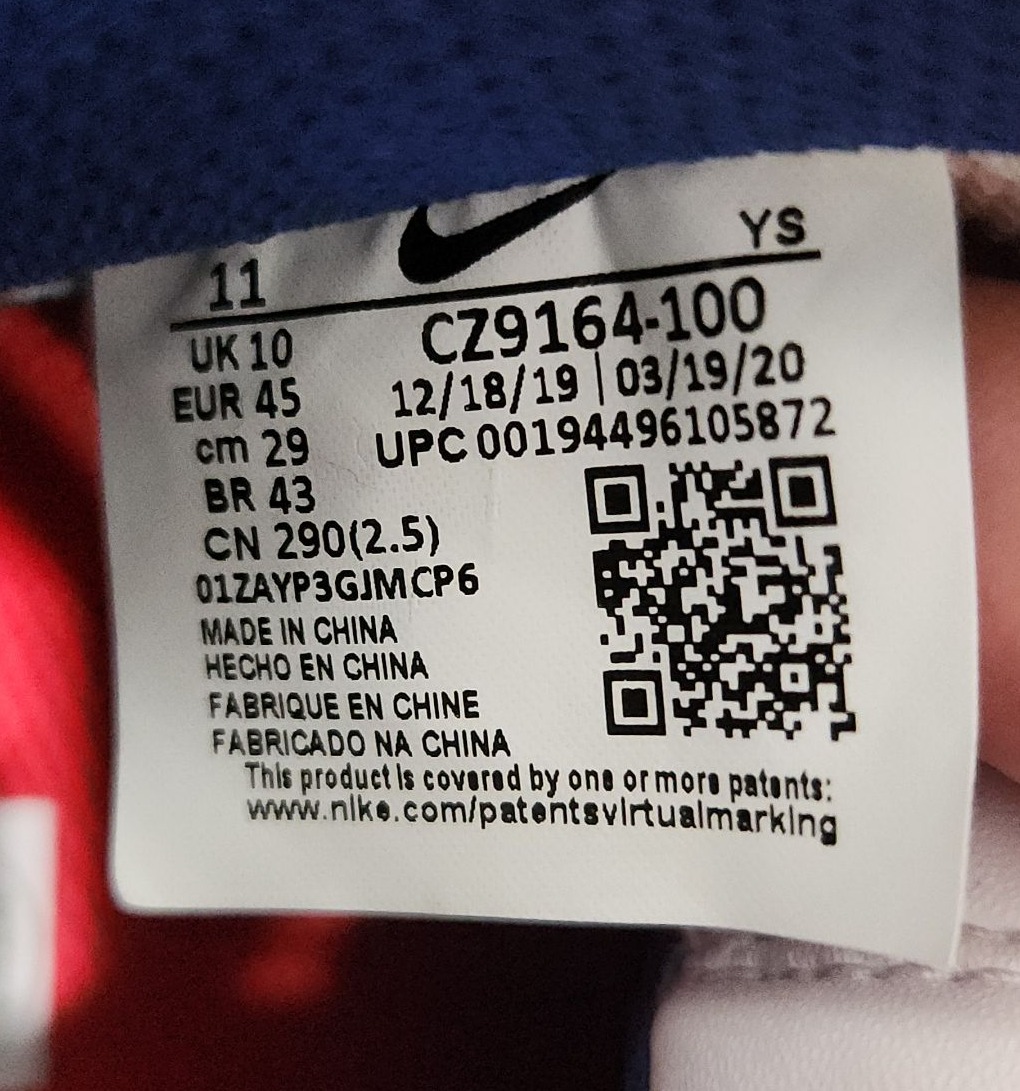 11
YS
UK 10
CZ9164-100
EUR 45
12/18/19 | 03/19/20
cm 29
UPC 00194496105872
BR 43
CN 290(2.5)
01ZAYP3GJMCP6
MADE IN CHINA
HECHO EN CHINA
FABRIQUE EN CHINE
FABRICADO NA CHINA
This product is covered by one or more patents:
www.nike.com/patentsvirtualmarking